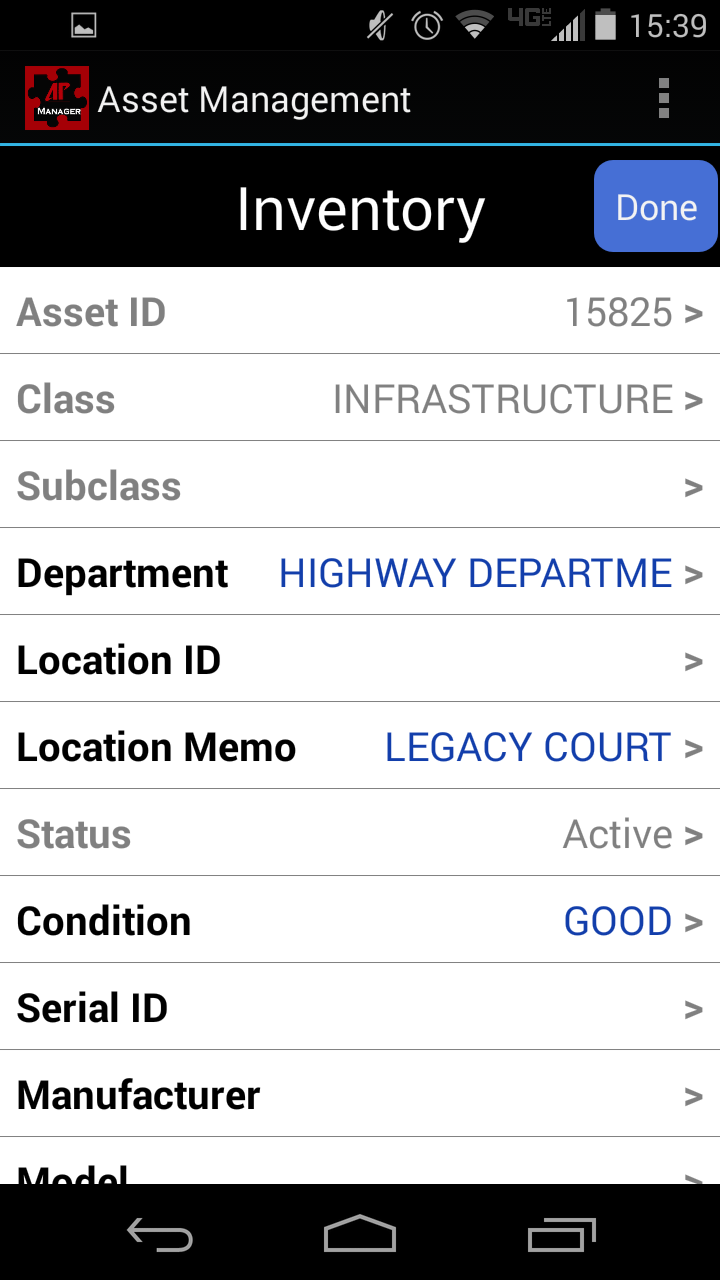 4G LTE 15:39
AP
MANAGER
Asset Management
Inventory
Done
Asset ID 15825 >
Class INFRASTRUCTURE >
Subclass >
Department HIGHWAY DEPARTME >
Location ID >
Location Memo LEGACY COURT >
Status Active >
Condition GOOD >
Serial ID >
Manufacturer >
Model >